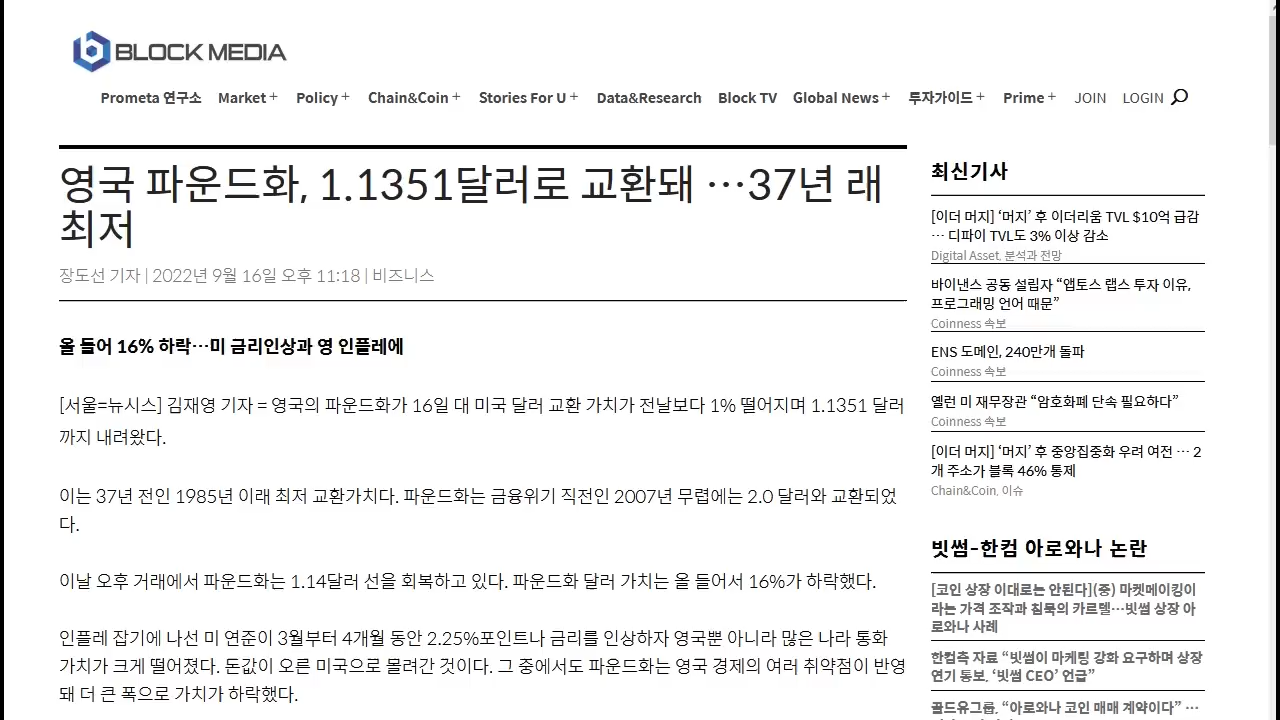 BLOCK MEDIA
Prometa 연구소 Market + Policy + Chain&Coin + Stories For U + Data&Research Block TV Global News + 투자가이드 + Prime + JOIN LOGIN
영국 파운드화, 1.1351달러로 교환돼 …37년 래
최저
장도선 기자 | 2022년 9월 16일 오후 11:18 | 비즈니스
올 들어 16% 하락…미 금리인상과 영 인플레에
[서울=뉴시스] 김재영 기자 = 영국의 파운드화가 16일 대 미국 달러 교환 가치가 전날보다 1% 떨어지며 1.1351 달러
까지 내려왔다.
이는 37년 전인 1985년 이래 최저 교환가치다. 파운드화는 금융위기 직전인 2007년 무렵에는 2.0 달러와 교환되었
다.
이날 오후 거래에서 파운드화는 1.14달러 선을 회복하고 있다. 파운드화 달러 가치는 올 들어서 16%가 하락했다.
인플레 잡기에 나선 미 연준이 3월부터 4개월 동안 2.25%포인트나 금리를 인상하자 영국뿐 아니라 많은 나라 통화
가치가 크게 떨어졌다. 돈값이 오른 미국으로 몰려간 것이다. 그 중에서도 파운드화는 영국 경제의 여러 취약점이 반영
돼 더 큰 폭으로 가치가 하락했다.
최신기사
[이더 머지] ‘머지’ 후 이더리움 TVL $10억 급감
… 디파이 TVL도 3% 이상 감소
Digital Asset, 분석과 전망
바이낸스 공동 설립자 “앱토스 랩스 투자 이유,
프로그래밍 언어 때문”
Coinness 속보
ENS 도메인, 240만개 돌파
Coinness 속보
옐런 미 재무장관 “암호화폐 단속 필요하다”
Coinness 속보
[이더 머지] ‘머지’ 후 중앙집중화 우려 여전 … 2
개 주소가 블록 46% 통제
Chain&Coin, 이슈
빗썸-한컴 아로와나 논란
[코인 상장 이대로는 안된다](종) 마켓메이킹이
라는 가격 조작과 침묵의 카르텔…빗썸 상장 아
로와나 사례
한컴측 자료 “빗썸이 마케팅 강화 요구하며 상장
연기 통보, ‘빗썸 CEO’ 언급”
골드유그룹, “아로와나 코인 매매 계약이다” …